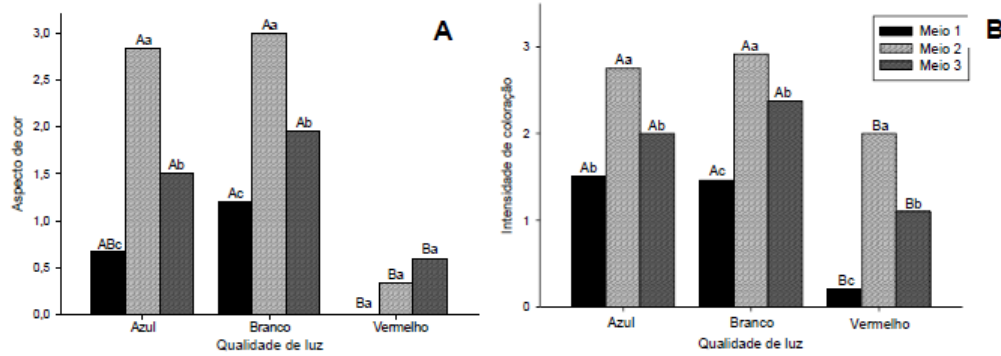 A
Aspecto de cor
3,0
2,5
2,0
1,5
1,0
0,5
0,0
ABc
Aa
Ab
Ac
Aa
Ab
Ba
Ba
Ba
Azul
Branco
Vermelho
Qualidade de luz
B
Meio 1
Meio 2
Meio 3
Intensidade de coloração
3
2
1
0
Ab
Aa
Ab
Ac
Aa
Ab
Bc
Ba
Bb
Azul
Branco
Vermelho
Qualidade de luz